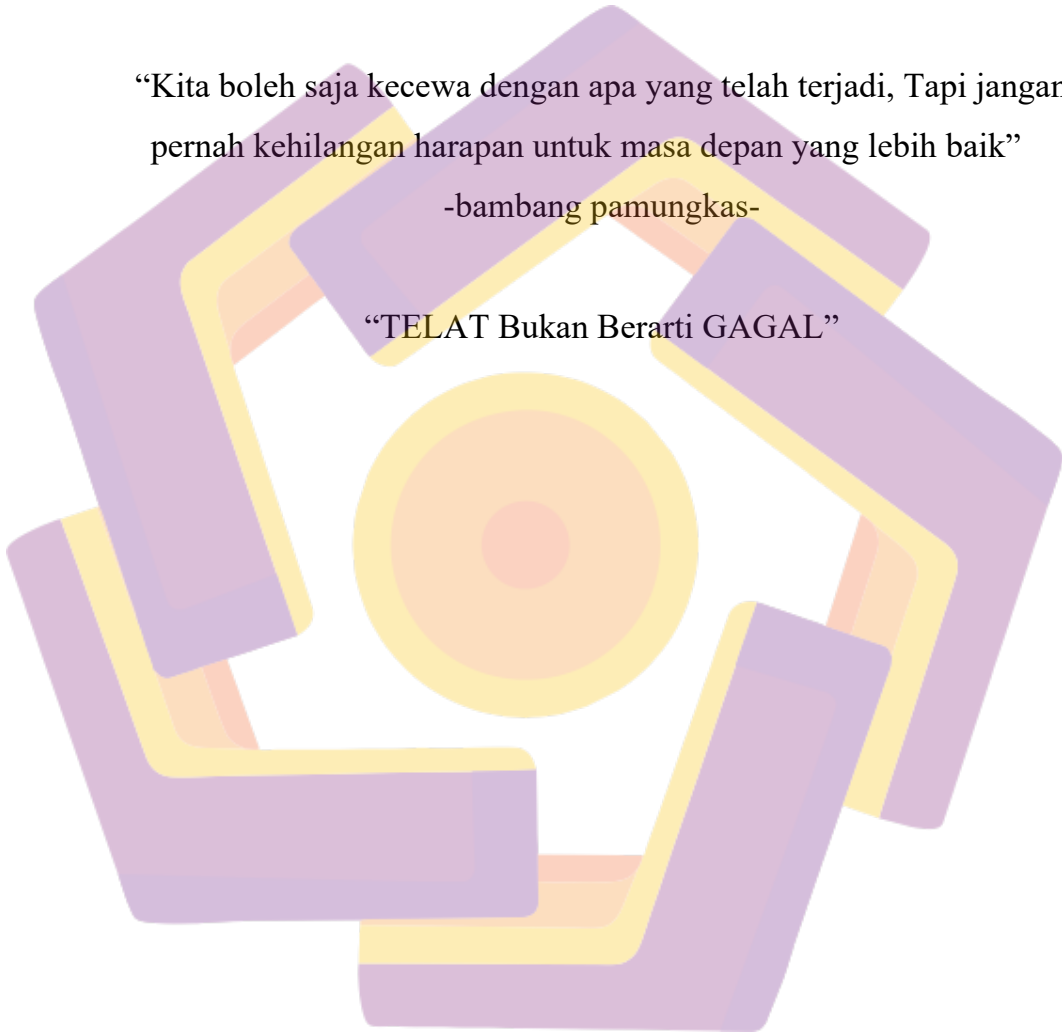 “Kita boleh saja kecewa dengan apa yang telah terjadi, Tapi jangan
pernah kehilangan harapan untuk masa depan yang lebih baik”
-bambang pamungkas-
“TELAT Bukan Berarti GAGAL”